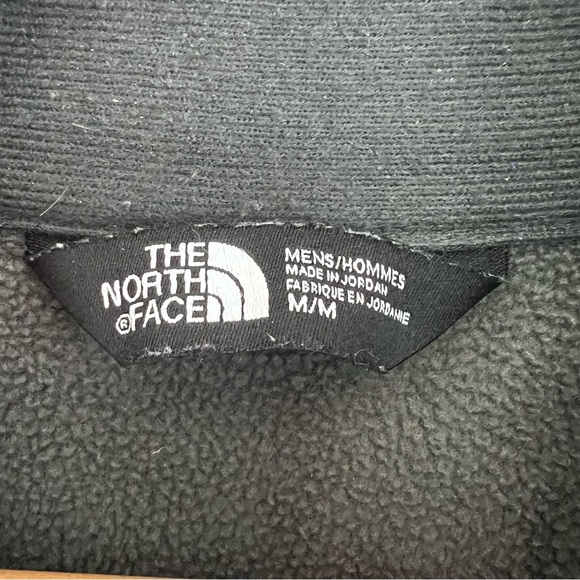 THE
NORTH
®FACE
MENS/HOMMES
MADE IN JORDAN
FABRIQUE EN JORDANIE
M/M